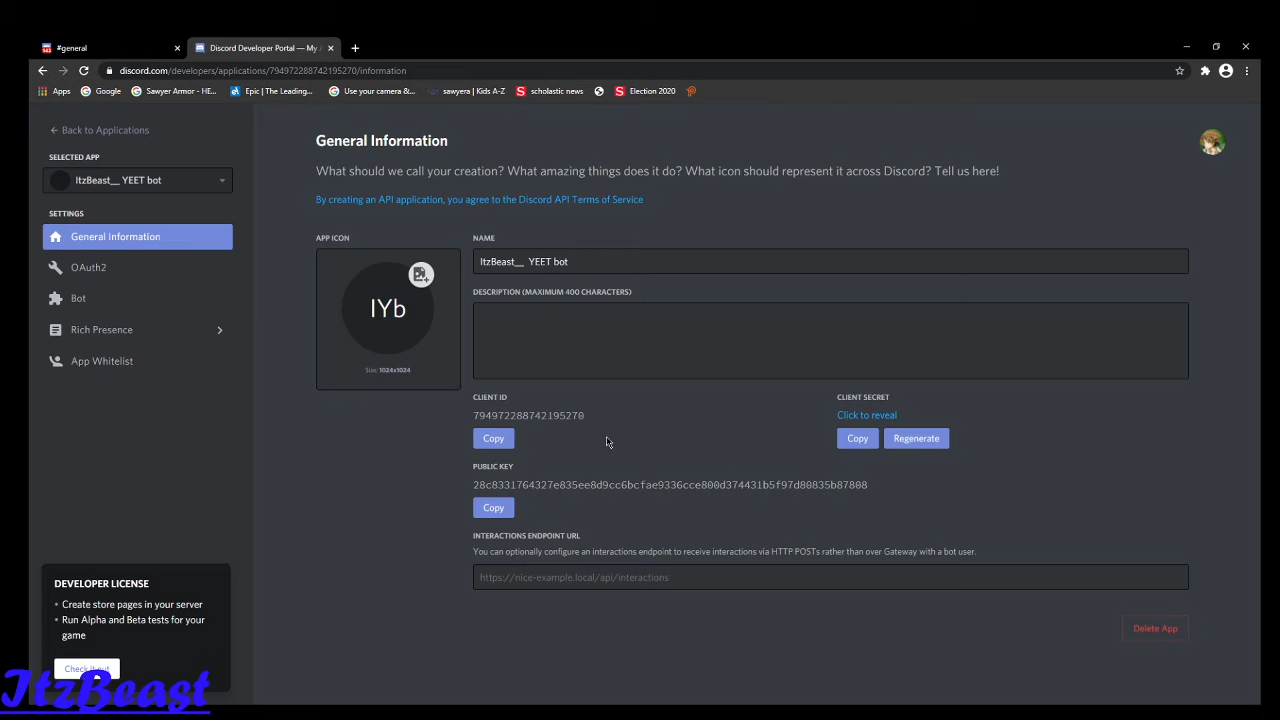 #general
Discord Developer Portal — My
discord.com/developers/applications/794972288742195270/information
Apps Google Sawyer Armor - HE... Epic | The Leading... Use your camera &... sawyera | Kids A-Z scholastic news Election 2020
Back to Applications
SELECTED APP
ItzBeast__ YEET bot
SETTINGS
General Information
OAuth2
Bot
Rich Presence
App Whitelist
DEVELOPER LICENSE
Create store pages in your server
Run Alpha and Beta tests for your
game
Check it out
ItzBeast
General Information
What should we call your creation? What amazing things does it do? What icon should represent it across Discord? Tell us here!
By creating an API application, you agree to the Discord API Terms of Service
APP ICON
IYb
Size: 1024x1024
NAME
ItzBeast__ YEET bot
DESCRIPTION (MAXIMUM 400 CHARACTERS)
CLIENT ID
794972288742195270
Copy
CLIENT SECRET
Click to reveal
Copy Regenerate
PUBLIC KEY
28c8331764327e835ee8d9cc6bcfae9336cce800d374431b5f97d80835b87808
Copy
INTERACTIONS ENDPOINT URL
You can optionally configure an interactions endpoint to receive interactions via HTTP POSTs rather than over Gateway with a bot user.
https://nice-example.local/api/interactions
Delete App